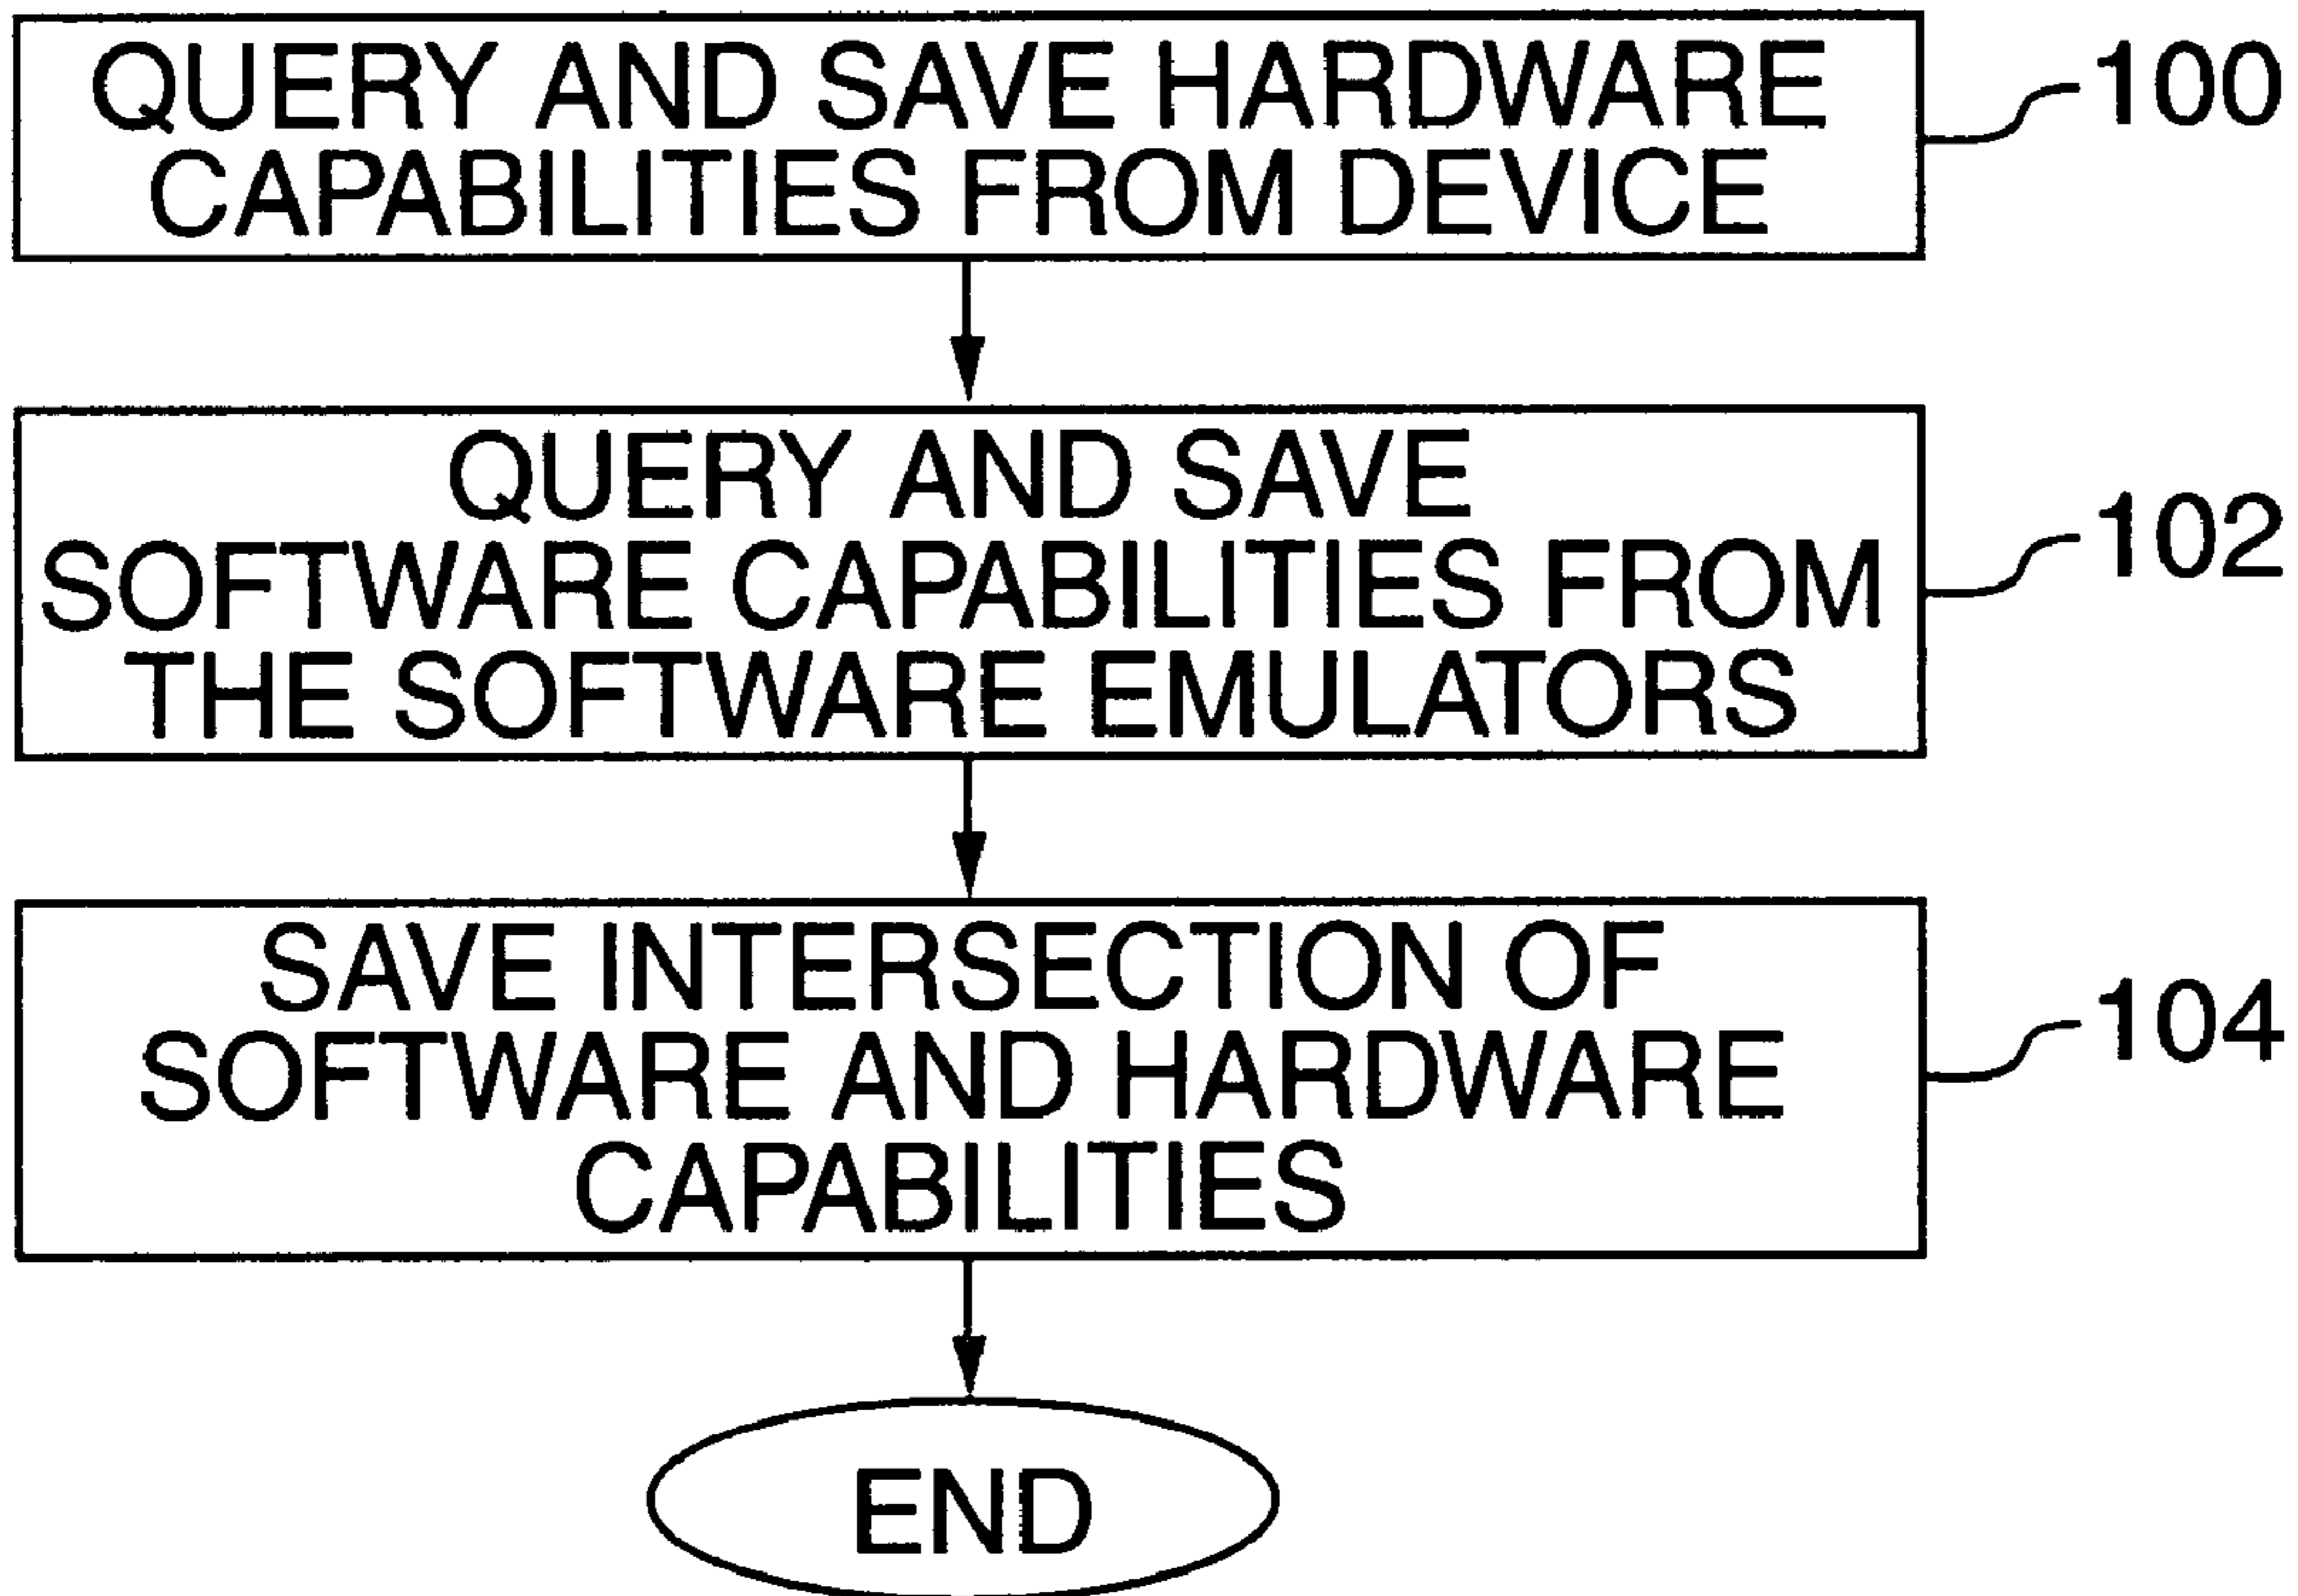 QUERY AND SAVE HARDWARE
CAPABILITIES FROM DEVICE
100
QUERY AND SAVE
SOFTWARE CAPABILITIES FROM
THE SOFTWARE EMULATORS
102
SAVE INTERSECTION OF
SOFTWARE AND HARDWARE
CAPABILITIES
104
END